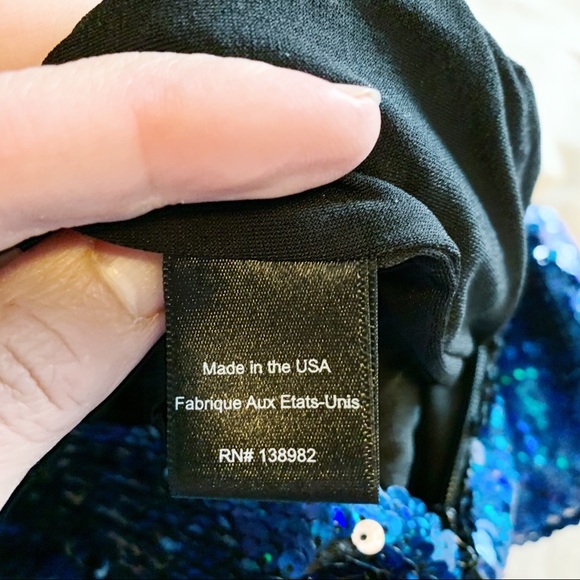 Made in the USA
Fabrique Aux Etats-Unis
RN# 138982